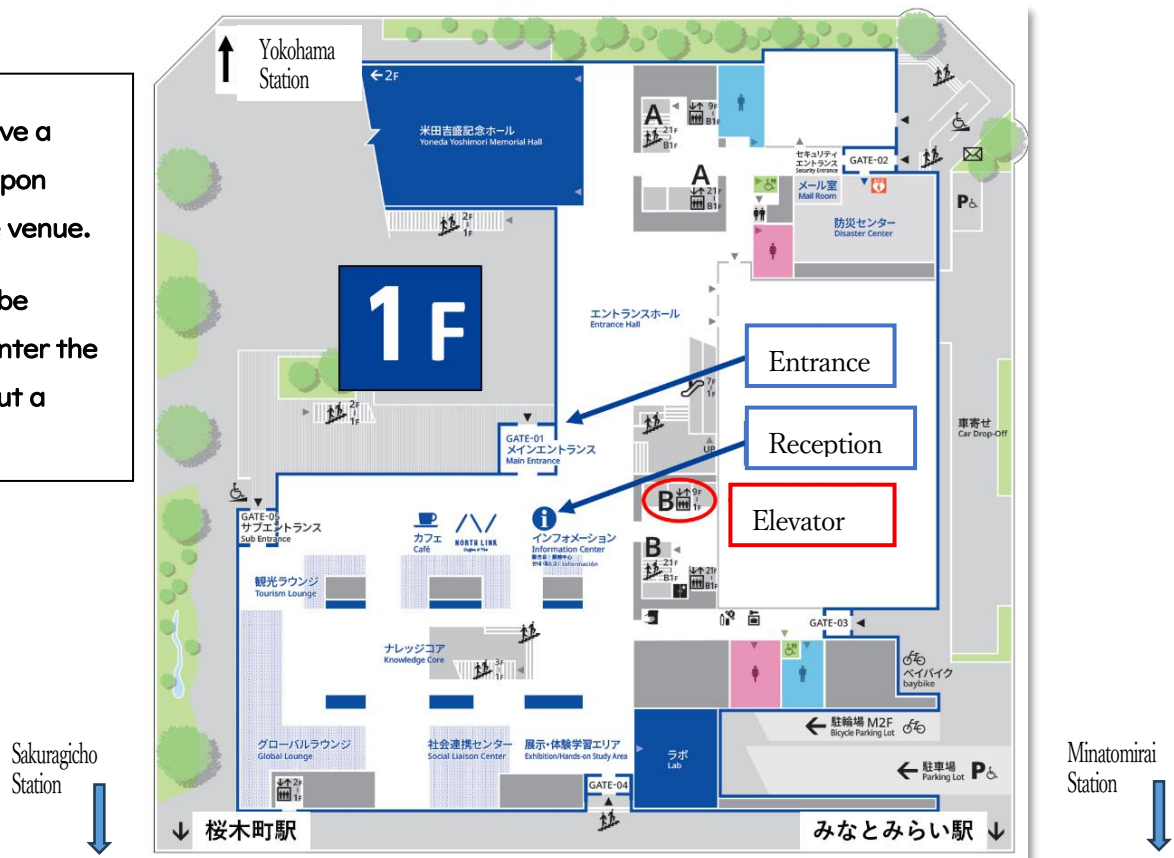 Yokohama
Station
ve a
pon
venue.
be
nter the
ut a
←2F
米田吉盛記念ホール
Yoneda Yoshimori Memorial Hall
2F
1F
1F
2F
1F
A
21F
B1F
9F
B1F
A
21F
B1F
セキュリティ
エントランス
Security Entrance
GATE-02
メール室
Mail Room
AED
防災センター
Disaster Center
P
エントランスホール
Entrance Hall
Entrance
7F
1F
UP
Reception
車寄せ
Car Drop-Off
GATE-01
メインエントランス
Main Entrance
B
9F
1F
Elevator
GATE-05
サブエントランス
Sub Entrance
カフェ
Café
NORTH LINK
Coffee & The
i
インフォメーション
Information Center
B
21F
B1F
21F
B1F
観光ラウンジ
Tourism Lounge
GATE-03
ナレッジコア
Knowledge Core
3F
1F
ベイバイク
baybike
グローバルラウンジ
Global Lounge
社会連携センター
Social Liaison Center
展示・体験学習エリア
Exhibition/Hands-on Study Area
ラボ
Lab
← 駐輪場 M2F
Bicycle Parking Lot
← 駐車場 P
Parking Lot
2F
1F
GATE-04
Sakuragicho
Station
Minatomirai
Station
↓ 桜木町駅
みなとみらい駅 ↓